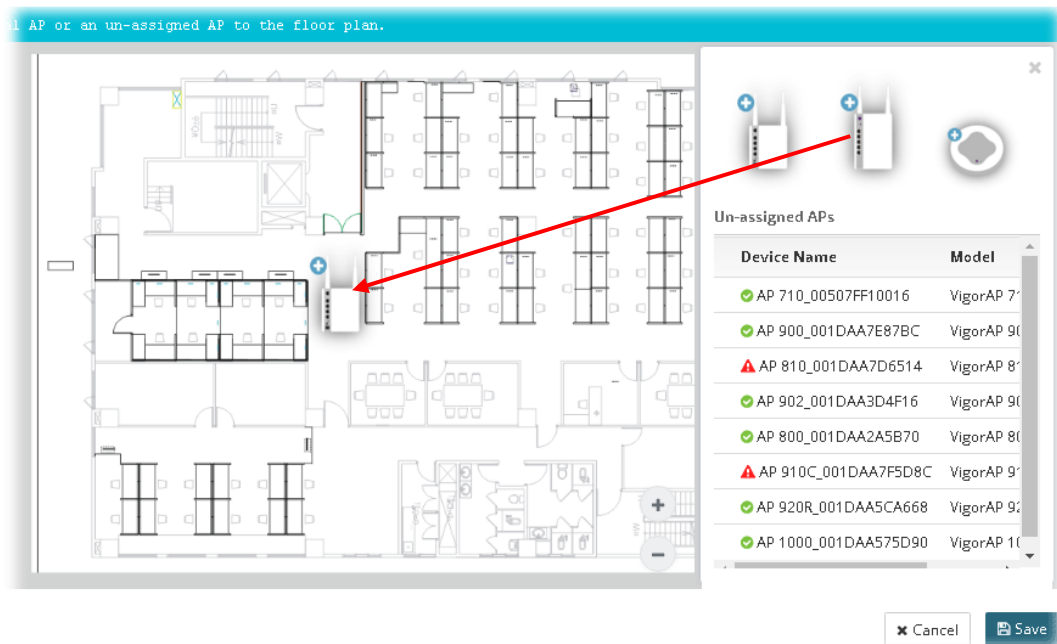 AP or an un-assigned AP to the floor plan.
Un-assigned APs
Device Name Model
AP 710_00507FF10016 VigorAP 71
AP 900_001DAA7E87BC VigorAP 90
AP 810_001DAA7D6514 VigorAP 81
AP 902_001DAA3D4F16 VigorAP 90
AP 800_001DAA2A5B70 VigorAP 80
AP 910C_001DAA7F5D8C VigorAP 91
AP 920R_001DAA5CA668 VigorAP 92
AP 1000_001DAA575D90 VigorAP 10
Cancel Save